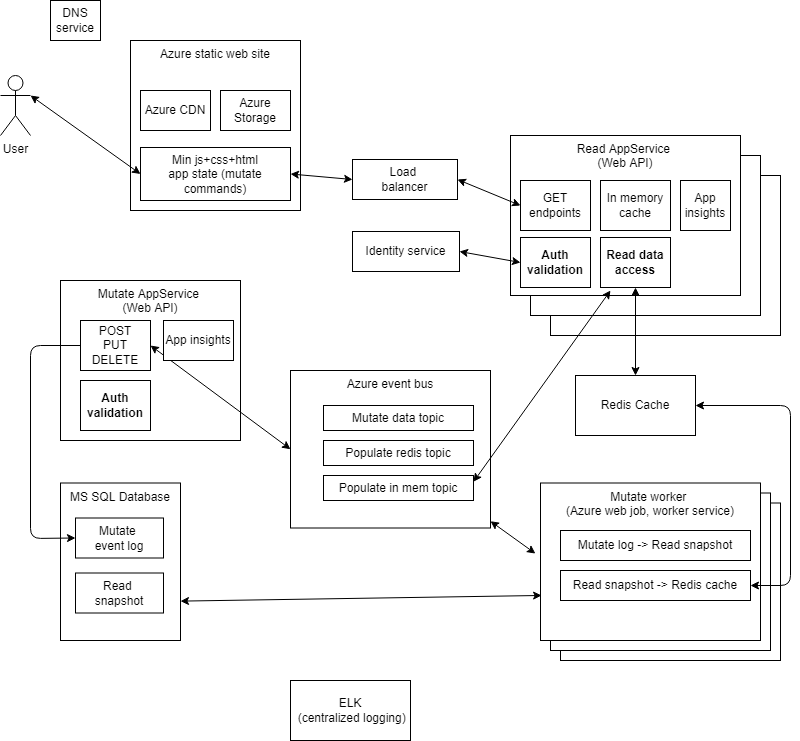 DNS
service
User
Azure static web site
Azure CDN
Azure
Storage
Min js+css+html
app state (mutate
commands)
Load
balancer
Identity service
Read AppService
(Web API)
GET
endpoints
In memory
cache
App
insights
Auth
validation
Read data
access
Mutate AppService
(Web API)
POST
PUT
DELETE
App insights
Auth
validation
Azure event bus
Mutate data topic
Populate redis topic
Populate in mem topic
Redis Cache
MS SQL Database
Mutate
event log
Read
snapshot
Mutate worker
(Azure web job, worker service)
Mutate log -> Read snapshot
Read snapshot -> Redis cache
ELK
(centralized logging)